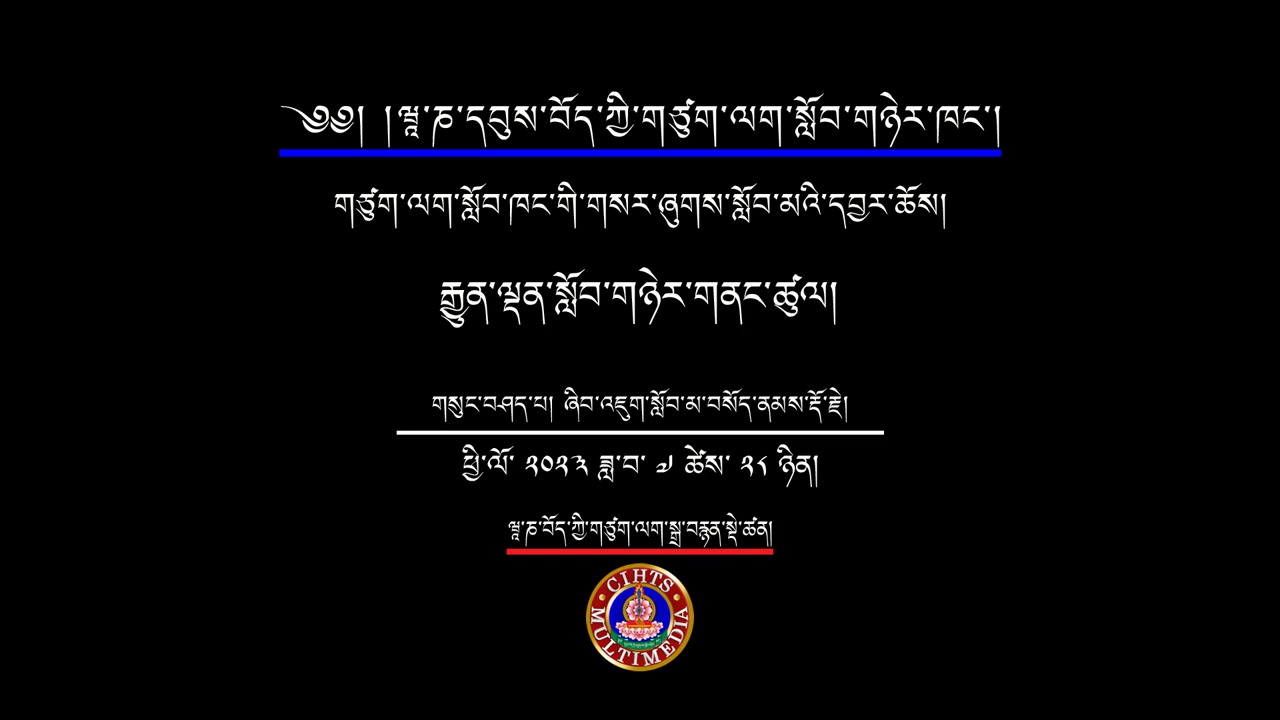 ༄༅། །ཝཱ་ཎ་དབུས་བོད་ཀྱི་གཙུག་ལག་སློབ་གཉེར་ཁང་།
གཙུག་ལག་སློབ་ཁང་གི་གསར་ཞུགས་སློབ་མའི་དབྱར་ཆོས།
རྒྱུན་ལྡན་སློབ་གཉེར་གནང་ཚུལ།
གསུང་བཤད་པ། ཞིབ་འཇུག་སློབ་མ་བསོད་ནམས་རྡོ་རྗེ།
ཕྱི་ལོ་ ༢༠༢༣ ཟླ་བ་ ༧ ཚེས་ ༢༨ ཉིན།
ཝཱ་ཎ་བོད་ཀྱི་གཙུག་ལག་སྒྲ་བརྙན་སྡེ་ཚན།
CIHTS
MULTIMEDIA